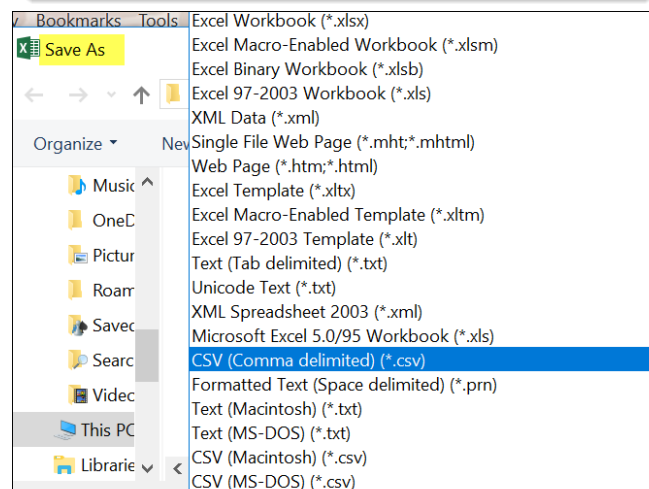 Bookmarks Tools
Save As
Organize
New
Music
OneD
Pictur
Roam
Saved
Searc
Video
This PC
Librarie
Excel Workbook (*.xlsx)
Excel Macro-Enabled Workbook (*.xlsm)
Excel Binary Workbook (*.xlsb)
Excel 97-2003 Workbook (*.xls)
XML Data (*.xml)
Single File Web Page (*.mht;*.mhtml)
Web Page (*.htm;*.html)
Excel Template (*.xltx)
Excel Macro-Enabled Template (*.xltm)
Excel 97-2003 Template (*.xlt)
Text (Tab delimited) (*.txt)
Unicode Text (*.txt)
XML Spreadsheet 2003 (*.xml)
Microsoft Excel 5.0/95 Workbook (*.xls)
CSV (Comma delimited) (*.csv)
Formatted Text (Space delimited) (*.prn)
Text (Macintosh) (*.txt)
Text (MS-DOS) (*.txt)
CSV (Macintosh) (*.csv)
CSV (MS-DOS) (*.csv)